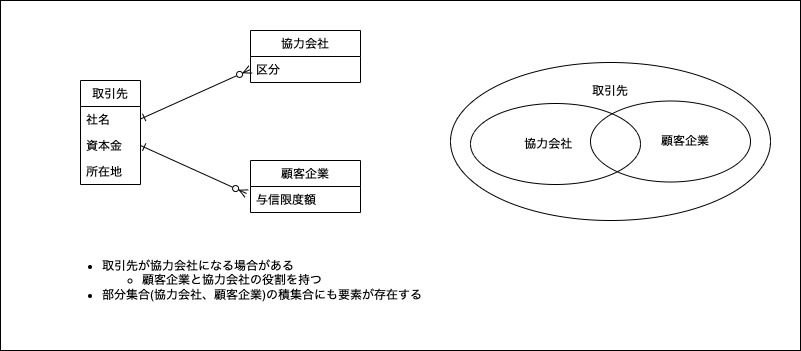 協力会社
区分
取引先
社名
資本金
所在地
顧客企業
与信限度額
取引先
協力会社
顧客企業
取引先が協力会社になる場合がある
顧客企業と協力会社の役割を持つ
部分集合(協力会社、顧客企業)の積集合にも要素が存在する